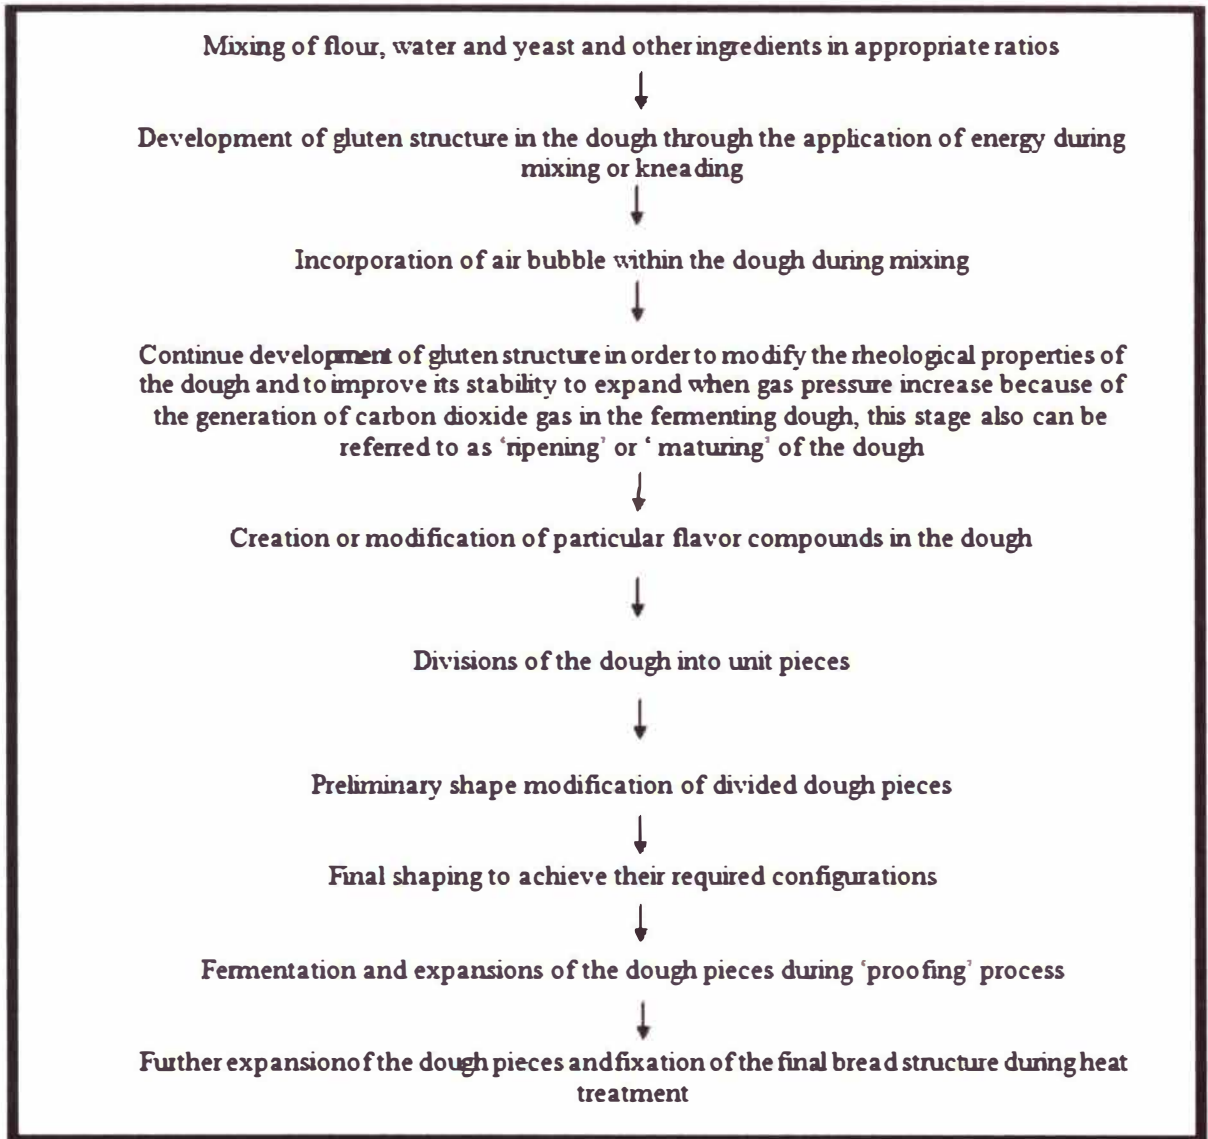 Mixing of flour, water and yeast and other ingredients in appropriate ratios
Development of gluten structure in the dough through the application of energy during
mixing or kneading
Incorporation of air bubble within the dough during mixing
Continue development of gluten structure in order to modify the rheological properties of
the dough and to improve its stability to expand when gas pressure increase because of
the generation of carbon dioxide gas in the fermenting dough, this stage also can be
referred to as 'ripening' or ' maturing' of the dough
Creation or modification of particular flavor compounds in the dough
Divisions of the dough into unit pieces
Preliminary shape modification of divided dough pieces
Final shaping to achieve their required configurations
Fermentation and expansions of the dough pieces during 'proofing' process
Further expansion of the dough pieces and fixation of the final bread structure during heat
treatment